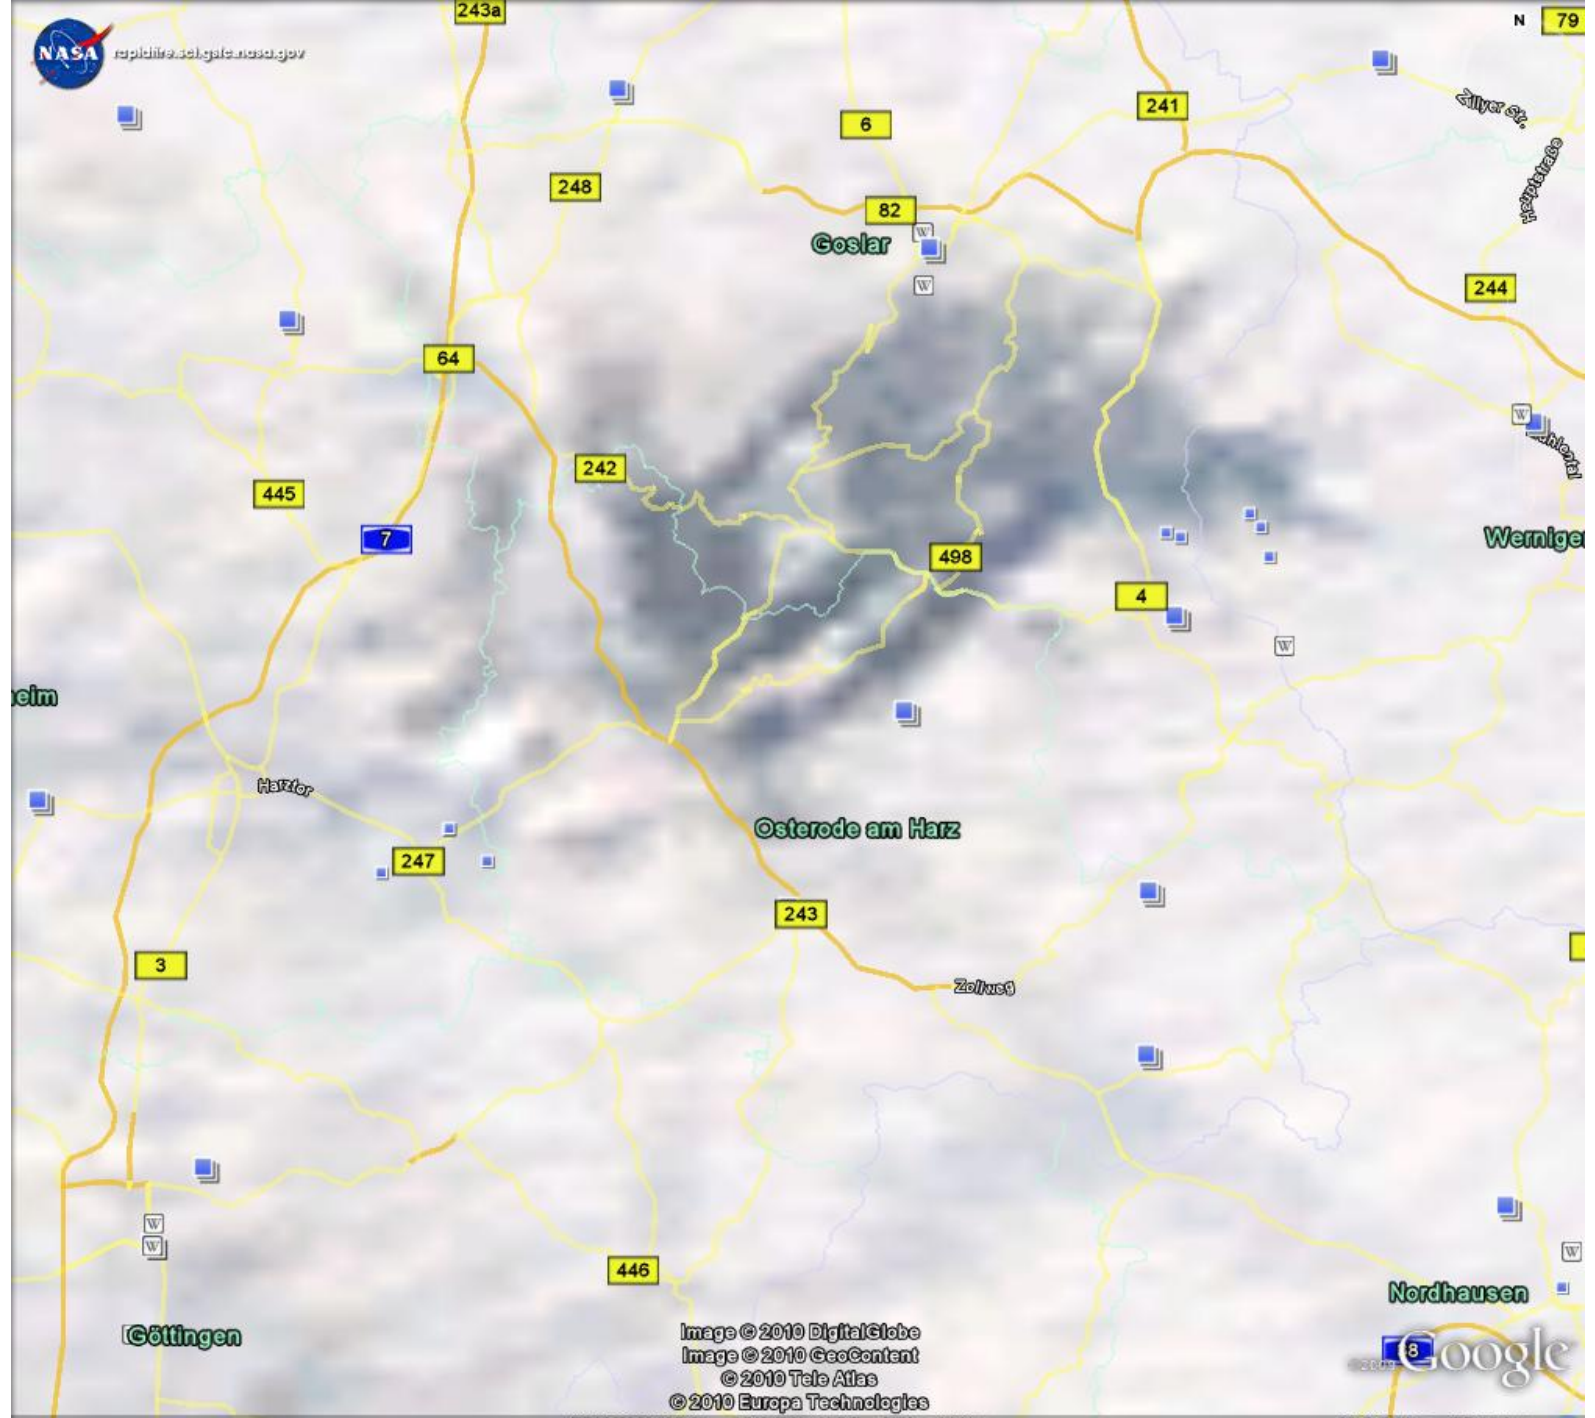 243a
N
79
NASA
rapidfire.sci.gsfc.nasa.gov
241
Zillyer Str.
6
Hauptstraße
248
82
W
Goslar
W
244
64
W
242
445
7
Werniger
498
4
W
eim
Harztor
Osterode am Harz
247
243
3
Zollweg
W
W
W
446
Nordhausen
Göttingen
Image © 2010 DigitalGlobe
Image © 2010 GeoContent
© 2010 Tele Atlas
© 2010 Europa Technologies
Google